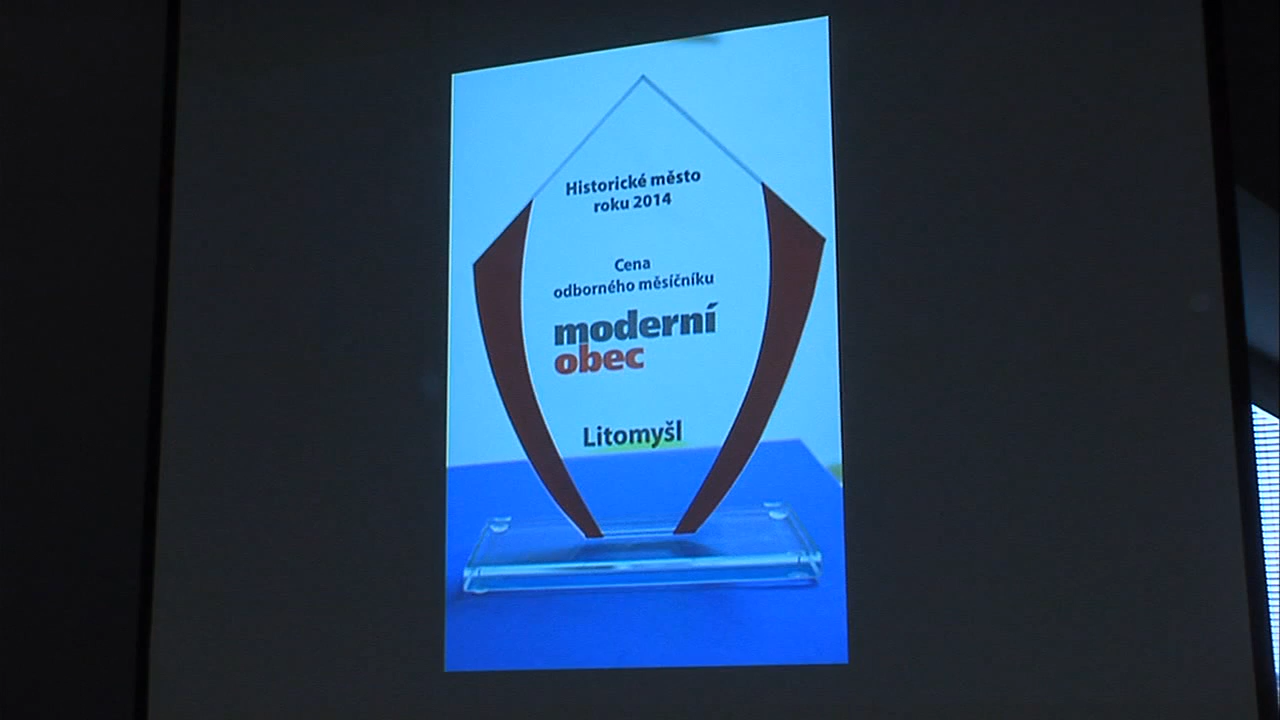 Historické město
roku 2014
Cena
odborného měsíčníku
moderní
obec
Litomyšl